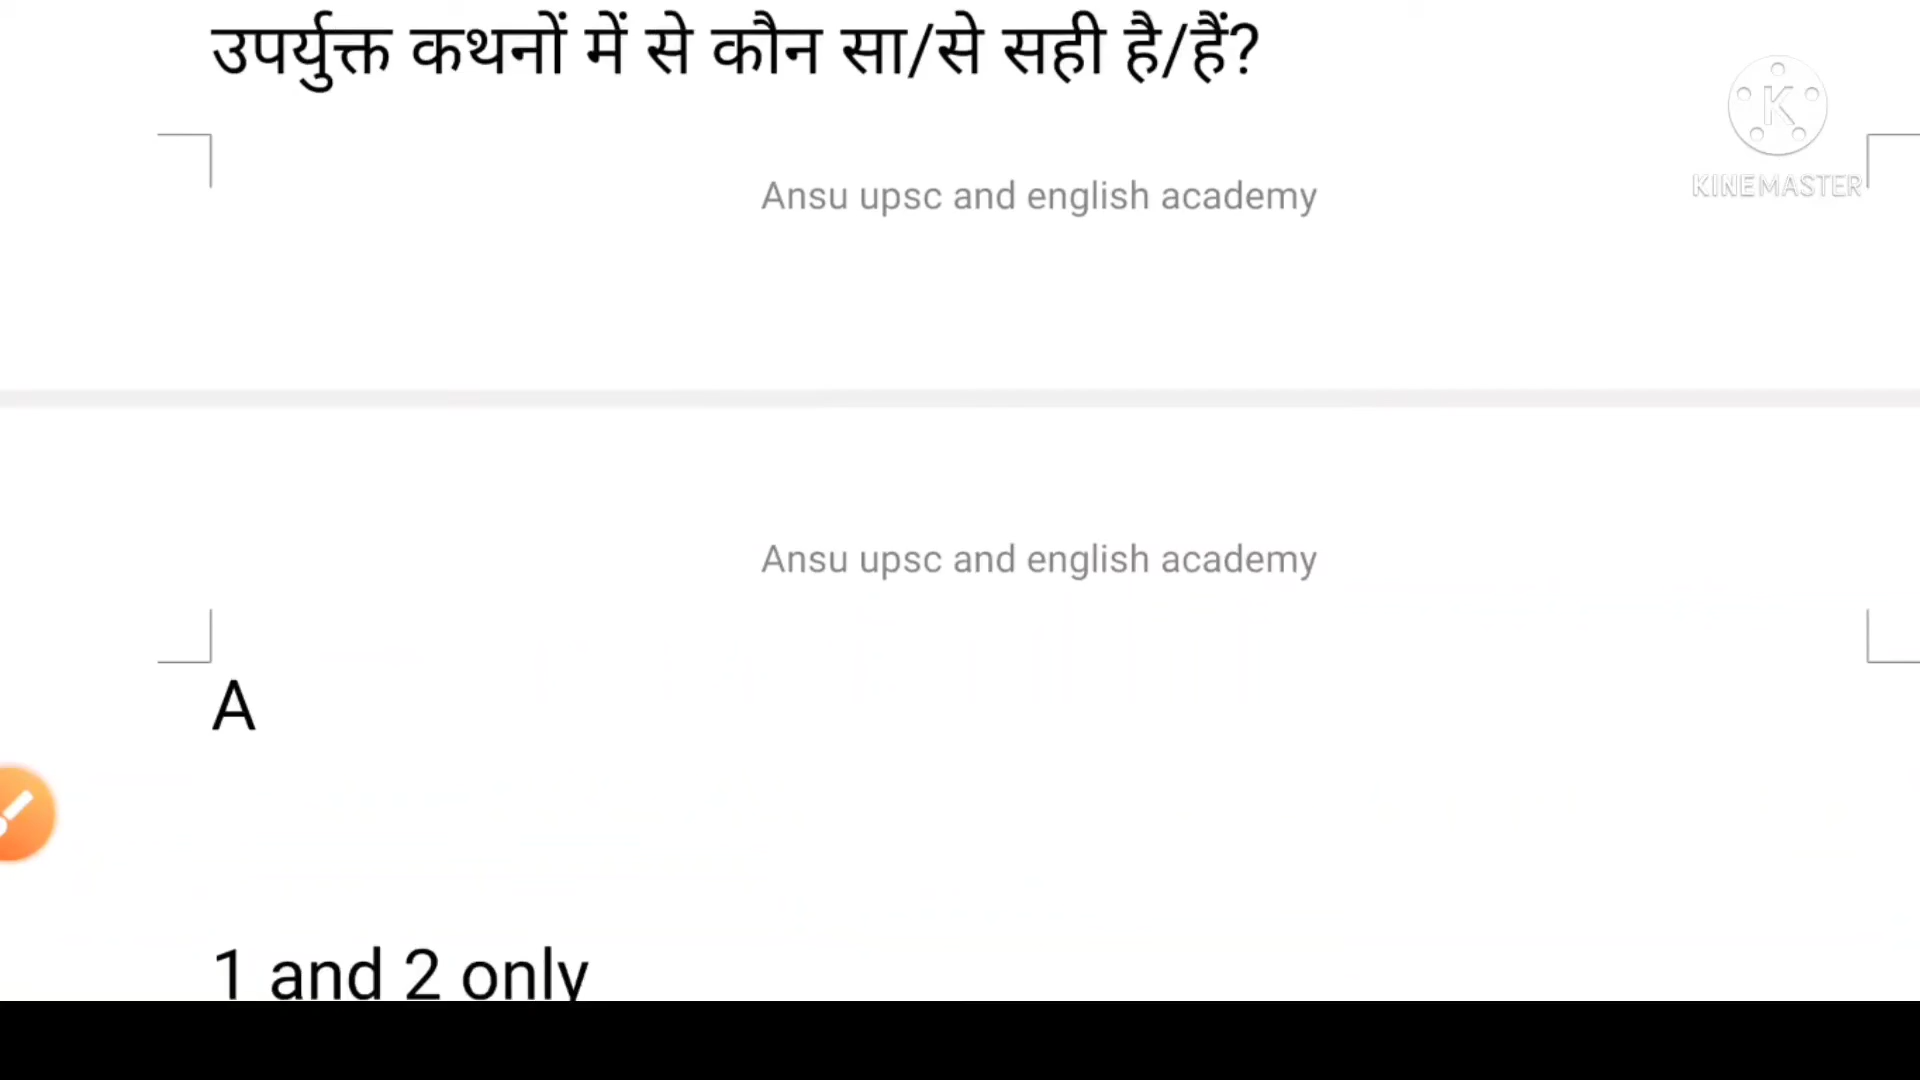 उपर्युक्त कथनों में से कौन सा/से सही है/हैं?
K
KINEMASTER
Ansu upsc and english academy
Ansu upsc and english academy
A
1 and 2 only